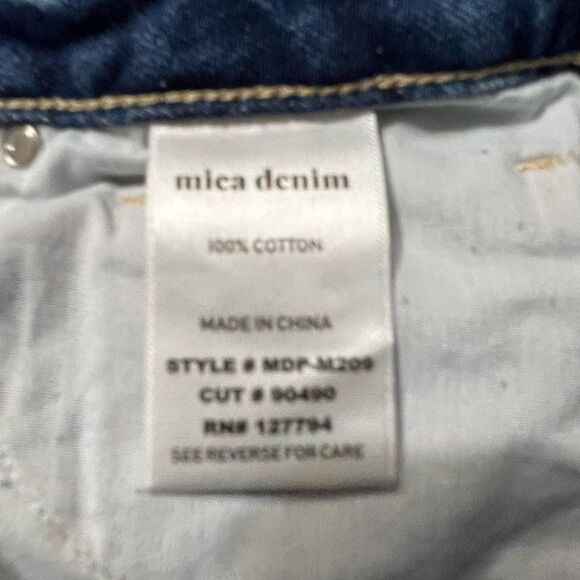 mica denim
100% COTTON
MADE IN CHINA
STYLE # MDP-M209
CUT # 90490
RN# 127794
SEE REVERSE FOR CARE